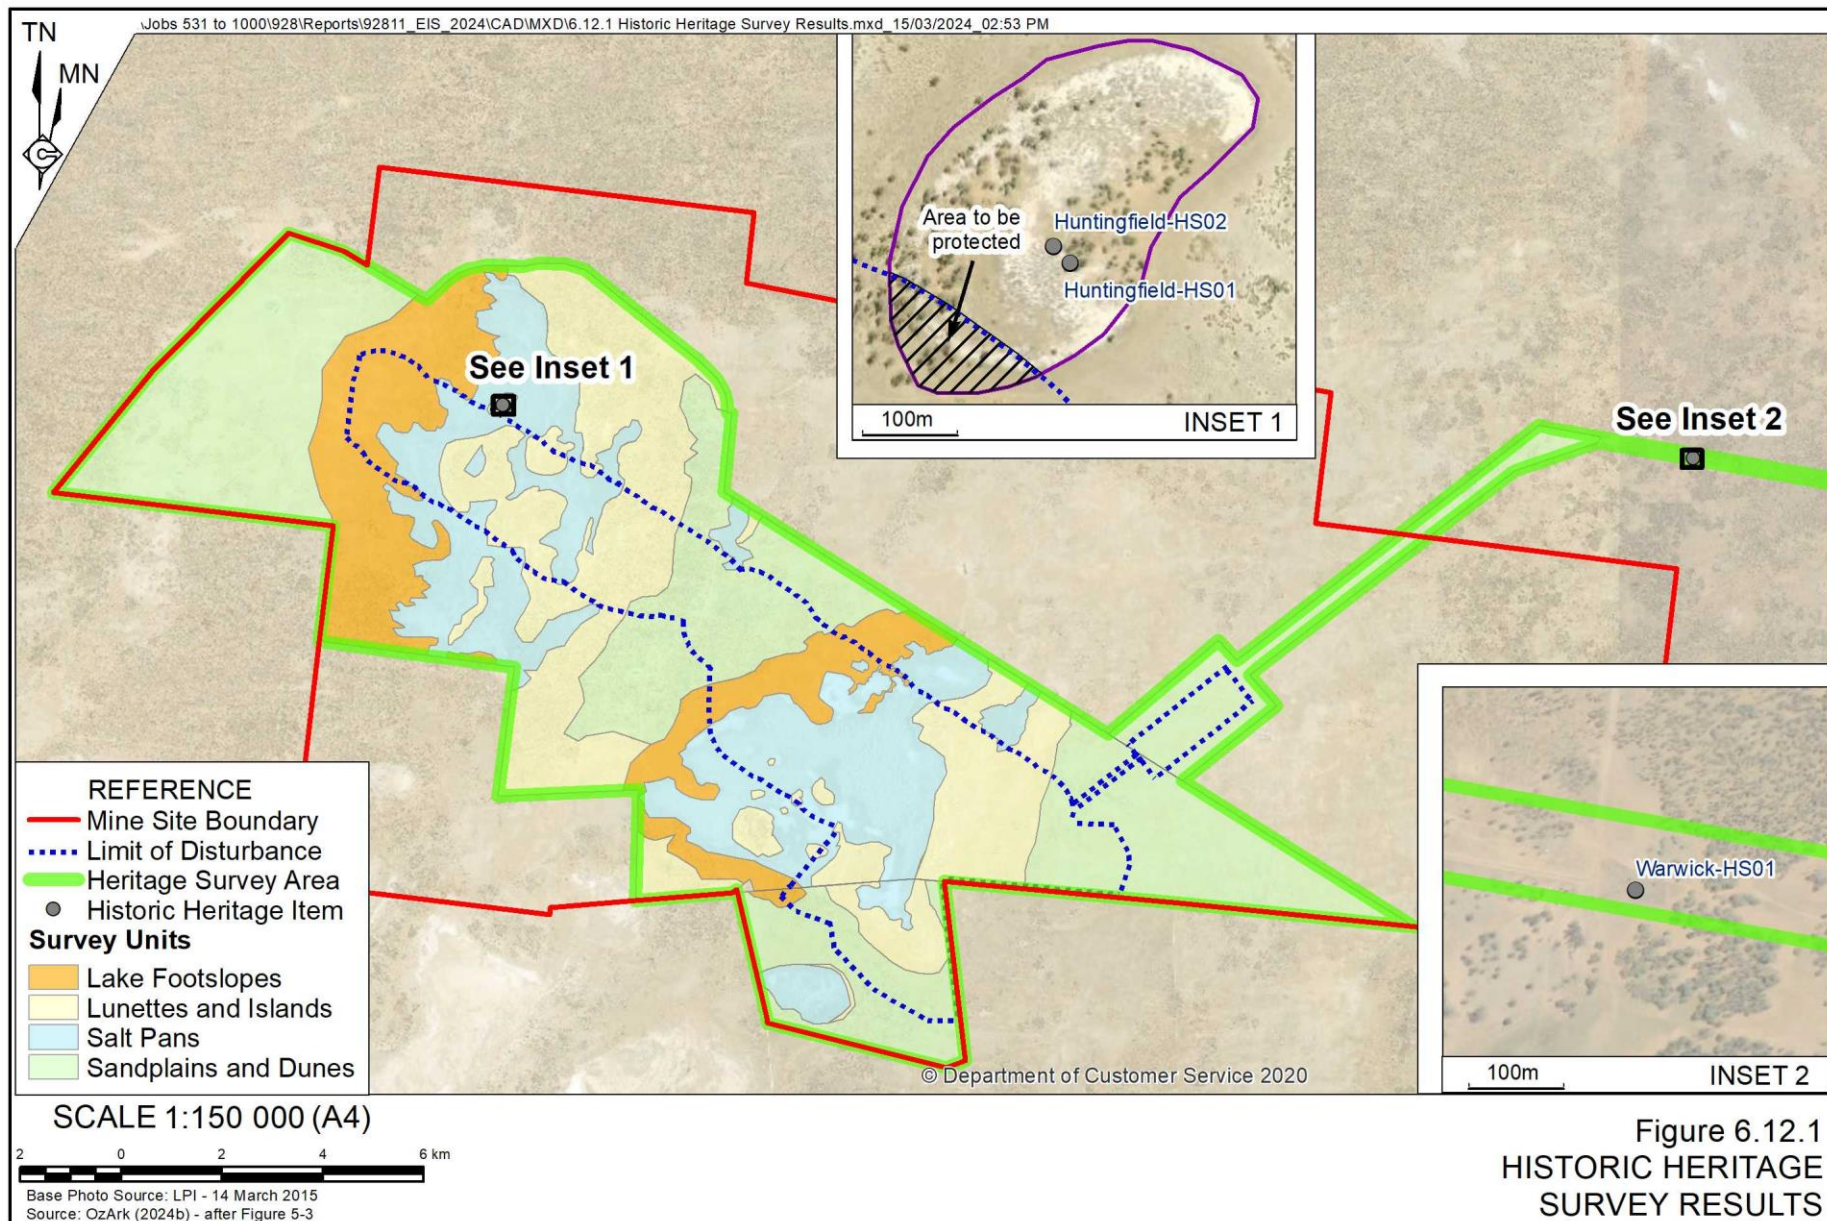 \Jobs 531 to 1000\928\Reports\92811_EIS_2024\CAD\MXD\6.12.1 Historic Heritage Survey Results.mxd_15/03/2024_02:53 PM
TN
MN
Area to be
protected
Huntingfield-HS02
Huntingfield-HS01
100m
INSET 1
See Inset 1
See Inset 2
Warwick-HS01
100m
INSET 2
REFERENCE
Mine Site Boundary
Limit of Disturbance
Heritage Survey Area
Historic Heritage Item
Survey Units
Lake Footslopes
Lunettes and Islands
Salt Pans
Sandplains and Dunes
© Department of Customer Service 2020
SCALE 1:150 000 (A4)
2 0 2 4 6 km
Base Photo Source: LPI - 14 March 2015
Source: OzArk (2024b) - after Figure 5-3
Figure 6.12.1
HISTORIC HERITAGE
SURVEY RESULTS